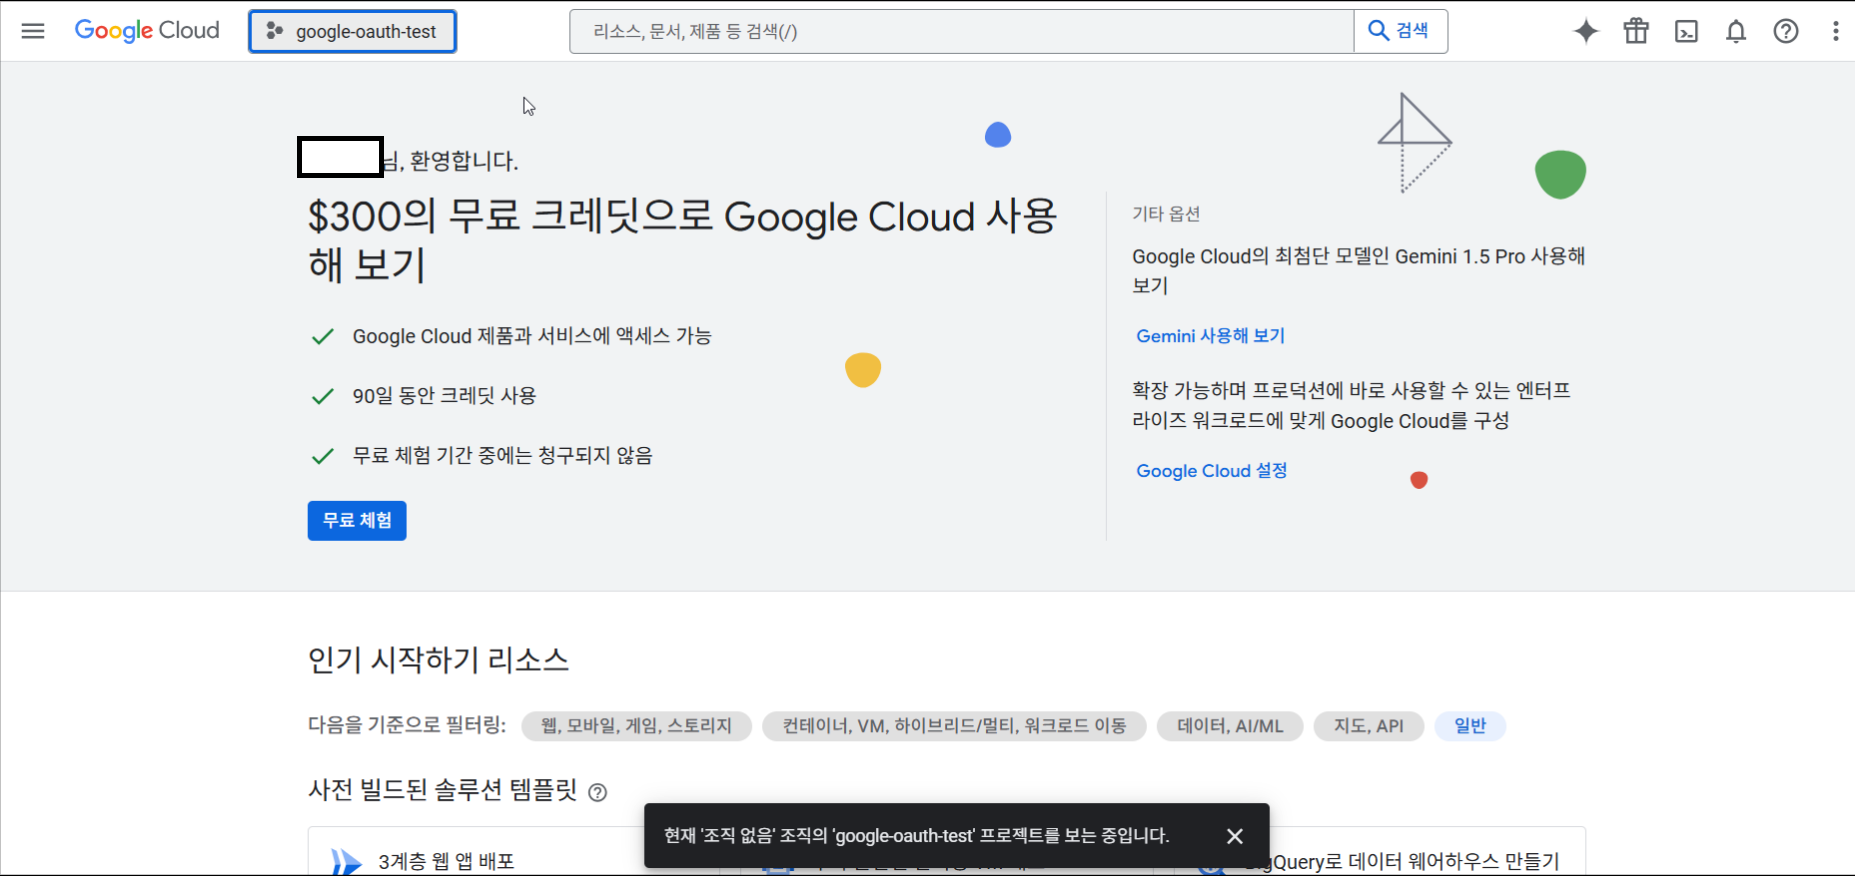 Google Cloud
google-oauth-test
리소스, 문서, 제품 등 검색(/)
검색
님, 환영합니다.
$300의 무료 크레딧으로 Google Cloud 사용
해 보기
Google Cloud 제품과 서비스에 액세스 가능
90일 동안 크레딧 사용
무료 체험 기간 중에는 청구되지 않음
무료 체험
기타 옵션
Google Cloud의 최첨단 모델인 Gemini 1.5 Pro 사용해
보기
Gemini 사용해 보기
확장 가능하며 프로덕션에 바로 사용할 수 있는 엔터프
라이즈 워크로드에 맞게 Google Cloud를 구성
Google Cloud 설정
인기 시작하기 리소스
다음을 기준으로 필터링:
웹, 모바일, 게임, 스토리지
컨테이너, VM, 하이브리드/멀티, 워크로드 이동
데이터, AI/ML
지도, API
일반
사전 빌드된 솔루션 템플릿
현재 '조직 없음' 조직의 'google-oauth-test' 프로젝트를 보는 중입니다.
3계층 웹 앱 배포
데이터 웨어하우스 만들기